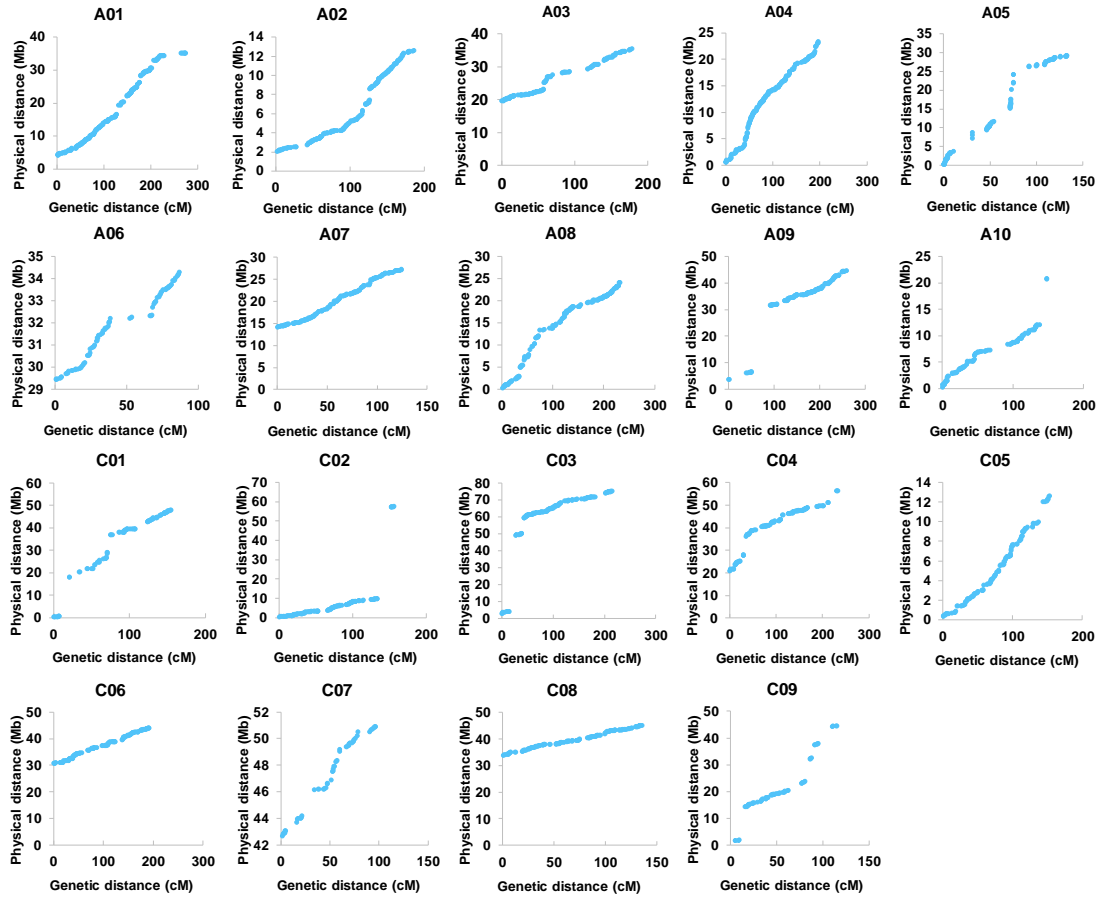 A01
Physical distance (Mb)
40
30
20
10
0
0 100 200 300
Genetic distance (cM)
A02
Physical distance (Mb)
14
12
10
8
6
4
2
0
0 100 200
Genetic distance (cM)
A03
Physical distance (Mb)
40
30
20
10
0
0 100 200
Genetic distance (cM)
A04
Physical distance (Mb)
25
20
15
10
5
0
0 100 200 300
Genetic distance (cM)
A05
Physical distance (Mb)
35
30
25
20
15
10
5
0
0 50 100 150
Genetic distance (cM)
A06
Physical distance (Mb)
35
34
33
32
31
30
29
0 50 100
Genetic distance (cM)
A07
Physical distance (Mb)
30
25
20
15
10
5
0
0 50 100 150
Genetic distance (cM)
A08
Physical distance (Mb)
30
25
20
15
10
5
0
0 100 200 300
Genetic distance (cM)
A09
Physical distance (Mb)
50
40
30
20
10
0
0 100 200 300
Genetic distance (cM)
A10
Physical distance (Mb)
25
20
15
10
5
0
0 100 200
Genetic distance (cM)
C01
Physical distance (Mb)
60
50
40
30
20
10
0
0 100 200
Genetic distance (cM)
C02
Physical distance (Mb)
70
60
50
40
30
20
10
0
0 100 200
Genetic distance (cM)
C03
Physical distance (Mb)
80
70
60
50
40
30
20
10
0
0 100 200 300
Genetic distance (cM)
C04
Physical distance (Mb)
60
50
40
30
20
10
0
0 100 200 300
Genetic distance (cM)
C05
Physical distance (Mb)
14
12
10
8
6
4
2
0
0 100 200
Genetic distance (cM)
C06
Physical distance (Mb)
50
40
30
20
10
0
0 100 200 300
Genetic distance (cM)
C07
Physical distance (Mb)
52
50
48
46
44
42
0 50 100 150
Genetic distance (cM)
C08
Physical distance (Mb)
50
40
30
20
10
0
0 50 100 150
Genetic distance (cM)
C09
Physical distance (Mb)
50
40
30
20
10
0
0 50 100 150
Genetic distance (cM)